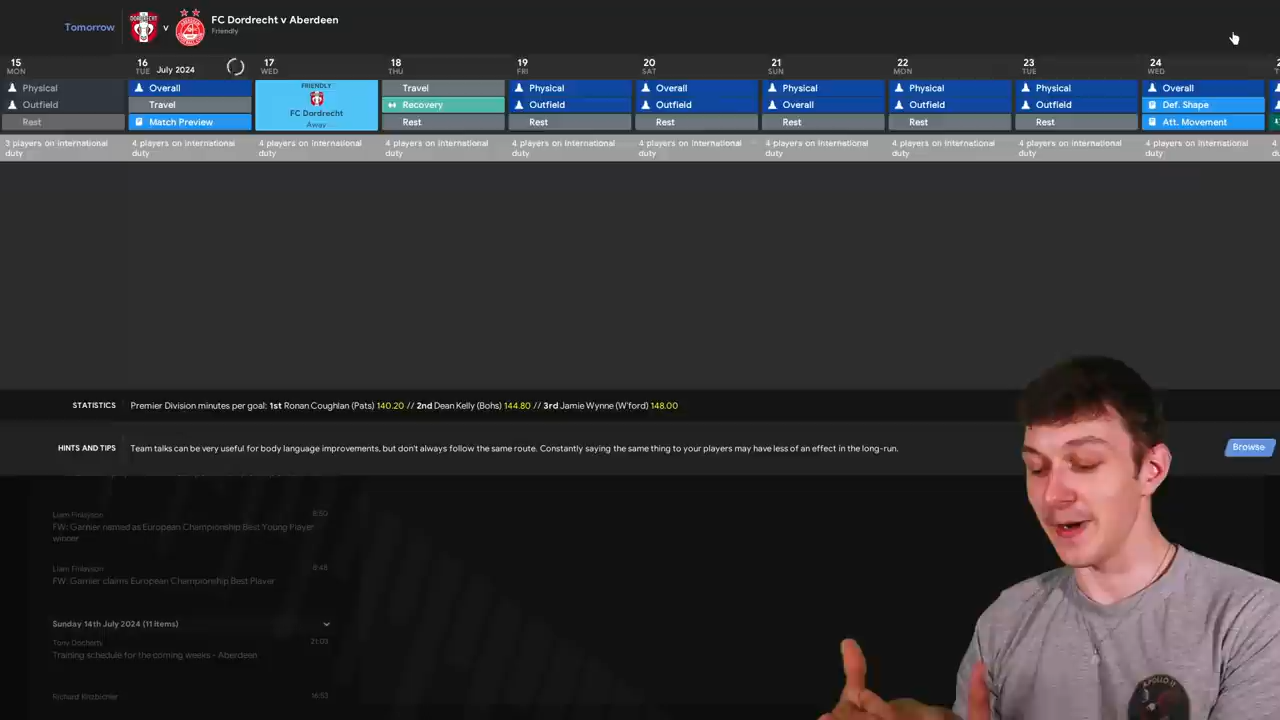 Tomorrow
v
FC Dordrecht v Aberdeen
Friendly
15
MON
16
TUE
July 2024
17
WED
18
THU
19
FRI
20
SAT
21
SUN
22
MON
23
TUE
24
WED
Physical
Outfield
Rest
Overall
Travel
Match Preview
FRIENDLY
FC Dordrecht
Away
Travel
Recovery
Rest
Physical
Outfield
Rest
Overall
Outfield
Rest
Physical
Overall
Rest
Physical
Outfield
Rest
Physical
Outfield
Rest
Overall
Def. Shape
Att. Movement
3 players on international
duty
4 players on international
duty
4 players on international
duty
4 players on international
duty
4 players on international
duty
4 players on international
duty
4 players on international
duty
4 players on international
duty
4 players on international
duty
4 players on international
duty
STATISTICS
Premier Division minutes per goal: 1st Ronan Coughlan (Pats) 140.20 // 2nd Dean Kelly (Bohs) 144.80 // 3rd Jamie Wynne (W'ford) 148.00
HINTS AND TIPS
Team talks can be very useful for body language improvements, but don't always follow the same route. Constantly saying the same thing to your players may have less of an effect in the long-run.
Browse
Liam Finlayson
8:50
FW: Garnier named as European Championship Best Young Player
winner
Liam Finlayson
8:48
FW: Garnier claims European Championship Best Player
Sunday 14th July 2024 (11 Items)
Tony Docherty
21:03
Training schedule for the coming weeks - Aberdeen
Richard Kitzbichler
16:53
APOLLO 11